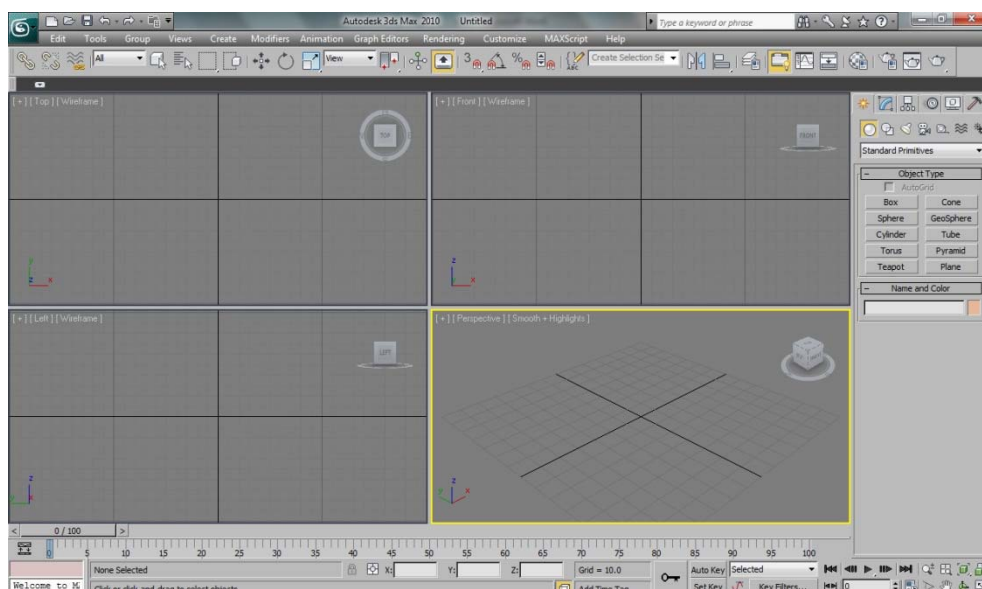 Autodesk 3ds Max 2010 Untitled
Type a keyword or phrase
Edit Tools Group Views Create Modifiers Animation Graph Editors Rendering Customize MAXScript Help
All View 3 Create Selection Se
[ + ] [ Top ] [ Wireframe ]
TOP
[ + ] [ Front ] [ Wireframe ]
FRONT
Standard Primitives
Object Type
AutoGrid
Box Cone
Sphere GeoSphere
Cylinder Tube
Torus Pyramid
Teapot Plane
Name and Color
y
z x
z
x
[ + ] [ Left ] [ Wireframe ]
LEFT
[ + ] [ Perspective ] [ Smooth + Highlights ]
z
y x
z
y x
0 / 100
0 5 10 15 20 25 30 35 40 45 50 55 60 65 70 75 80 85 90 95 100
None Selected X: Y: Z: Grid = 10.0 Auto Key Selected
Welcome to M Click or click and drag to select objects Add Time Tag Set Key Key Filters... 0